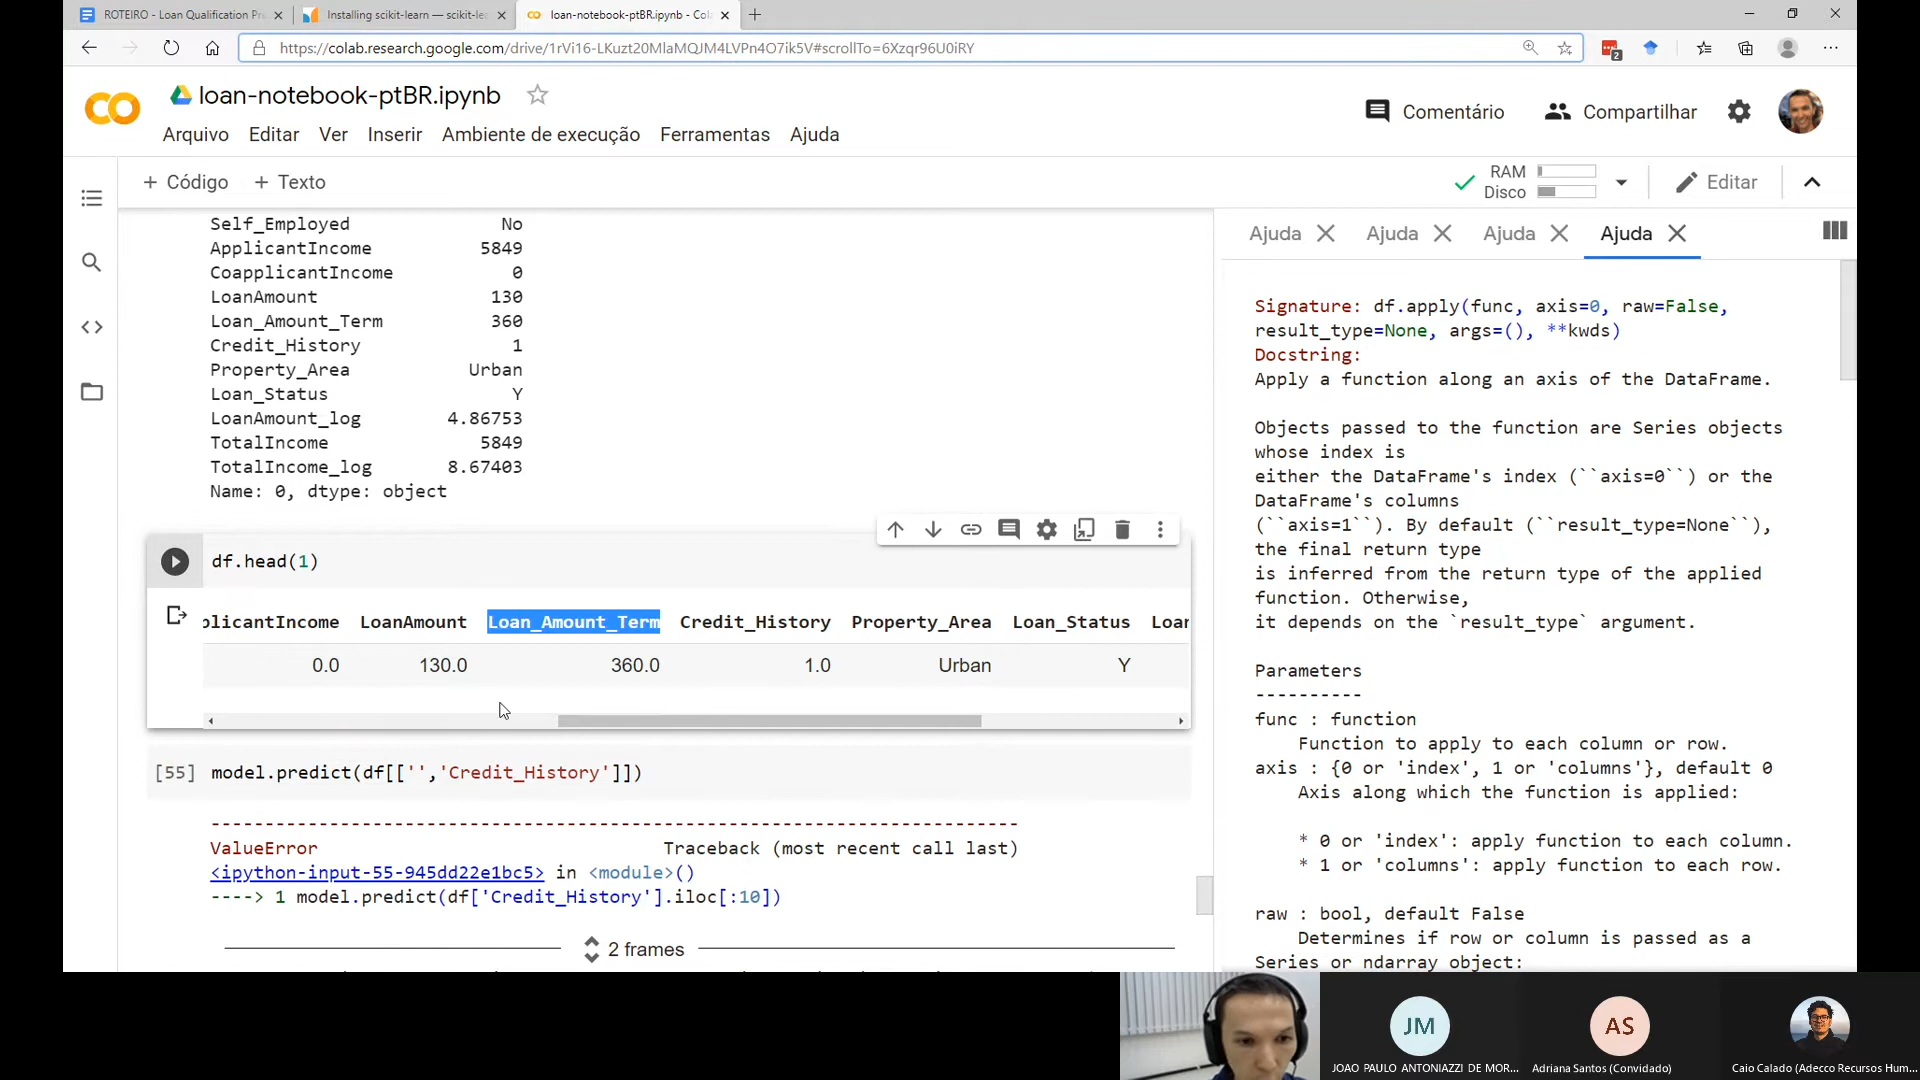 ROTEIRO - Loan Qualification Pr
Installing scikit-learn — scikit-le
loan-notebook-ptBR.ipynb - Cola
https://colab.research.google.com/drive/1rVi16-LKuzt20MlaMQJM4LVPn4O7ik5V#scrollTo=6Xzqr96U0iRY
2
loan-notebook-ptBR.ipynb
Arquivo Editar Ver Inserir Ambiente de execução Ferramentas Ajuda
Comentário
Compartilhar
+ Código + Texto
RAM
Disco
Editar
Self_Employed No
ApplicantIncome 5849
CoapplicantIncome 0
LoanAmount 130
Loan_Amount_Term 360
Credit_History 1
Property_Area Urban
Loan_Status Y
LoanAmount_log 4.86753
TotalIncome 5849
TotalIncome_log 8.67403
Name: 0, dtype: object
df.head(1)
plicantIncome LoanAmount Loan_Amount_Term Credit_History Property_Area Loan_Status Loan
0.0 130.0 360.0 1.0 Urban Y
[55] model.predict(df[['','Credit_History']])
---------------------------------------------------------------------------
ValueError Traceback (most recent call last)
<ipython-input-55-945dd22e1bc5> in <module>()
----> 1 model.predict(df['Credit_History'].iloc[:10])
2 frames
Ajuda Ajuda Ajuda Ajuda
Signature: df.apply(func, axis=0, raw=False,
result_type=None, args=(), **kwds)
Docstring:
Apply a function along an axis of the DataFrame.
Objects passed to the function are Series objects
whose index is
either the DataFrame's index (``axis=0``) or the
DataFrame's columns
(``axis=1``). By default (``result_type=None``),
the final return type
is inferred from the return type of the applied
function. Otherwise,
it depends on the `result_type` argument.
Parameters
----------
func : function
Function to apply to each column or row.
axis : {0 or 'index', 1 or 'columns'}, default 0
Axis along which the function is applied:
* 0 or 'index': apply function to each column.
* 1 or 'columns': apply function to each row.
raw : bool, default False
Determines if row or column is passed as a
Series or ndarray object:
JM
AS
JOAO PAULO ANTONIAZZI DE MOR...
Adriana Santos (Convidado)
Caio Calado (Adecco Recursos Hum...